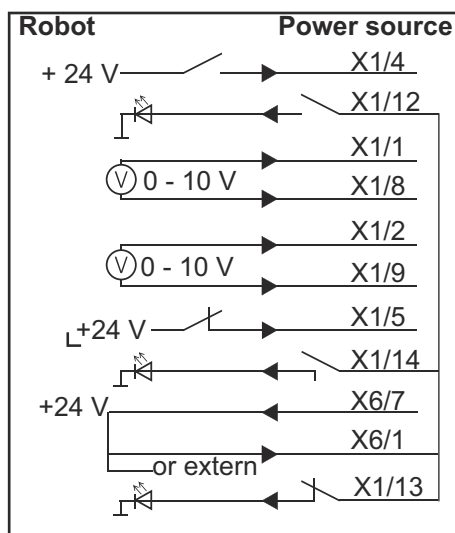 Robot Power source
+ 24 V X1/4
X1/12
X1/1
V 0 - 10 V
X1/8
X1/2
V 0 - 10 V
X1/9
+24 V X1/5
X1/14
+24 V X6/7
X6/1
or extern
X1/13